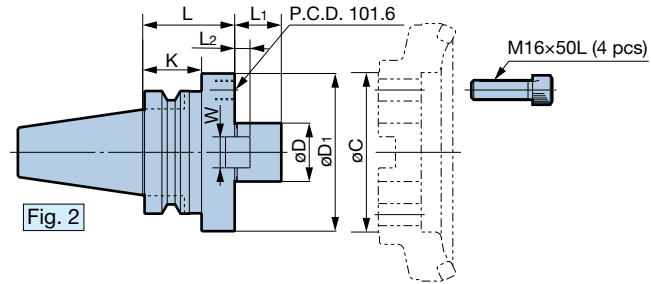 L
L1
P.C.D. 101.6
L2
K
M16×50L (4 pcs)
W
øD
øD1
øC
Fig. 2